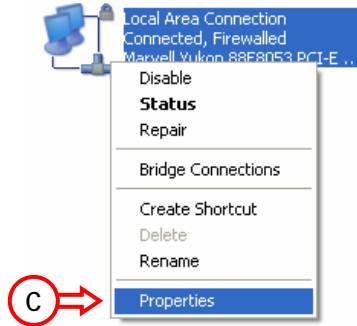 Local Area Connection
Connected, Firewalled
Marvell Yukon 88E8053 PCI-E ...
Disable
Status
Repair
Bridge Connections
Create Shortcut
Delete
Rename
C
Properties